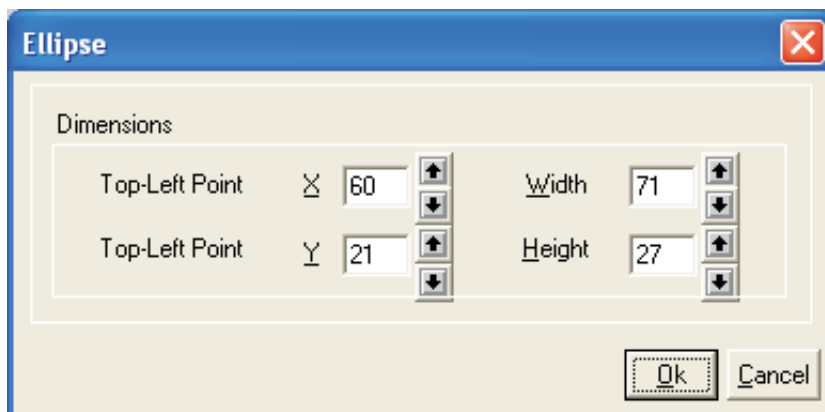 Ellipse
Dimensions
Top-Left Point X 60 Width 71
Top-Left Point Y 21 Height 27
Ok Cancel